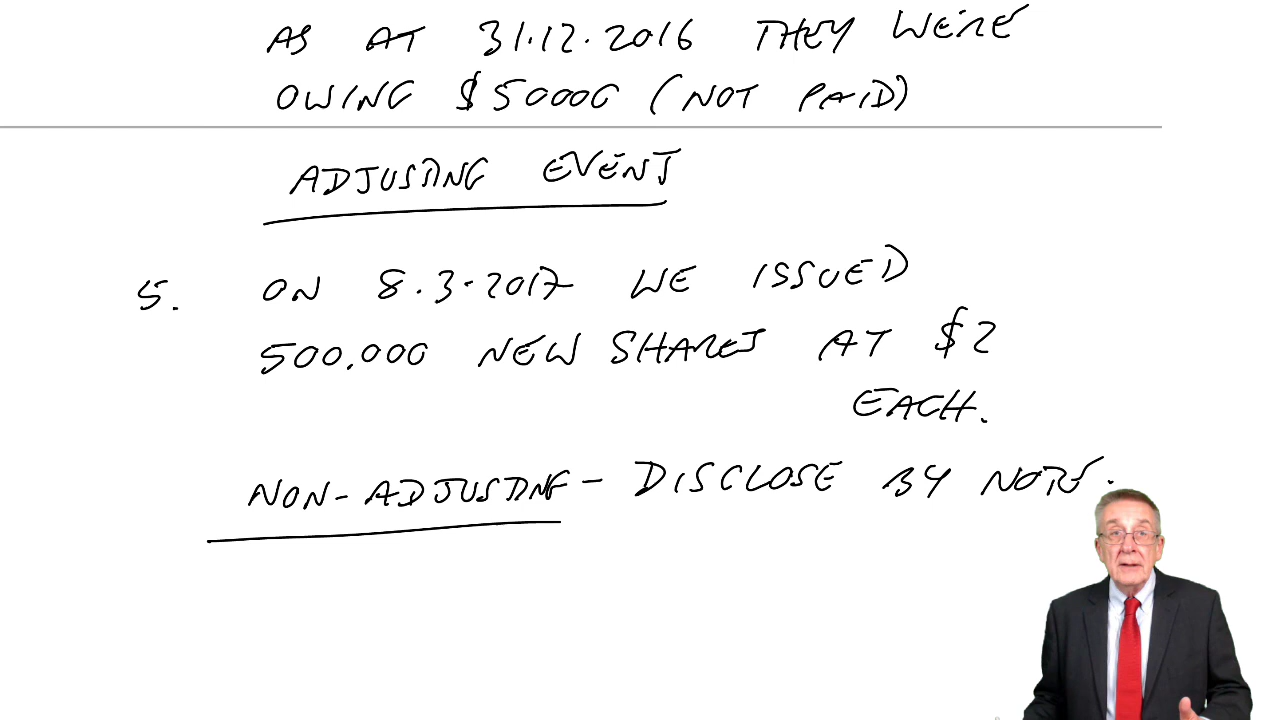 AS AT 31.12.2016 THEY WERE
OWING $5000 (NOT PAID)
ADJUSTING EVENT
5. ON 8.3.2017 WE ISSUED
500,000 NEW SHARES AT $2
EACH.
NON-ADJUSTING - DISCLOSE BY NOTE.